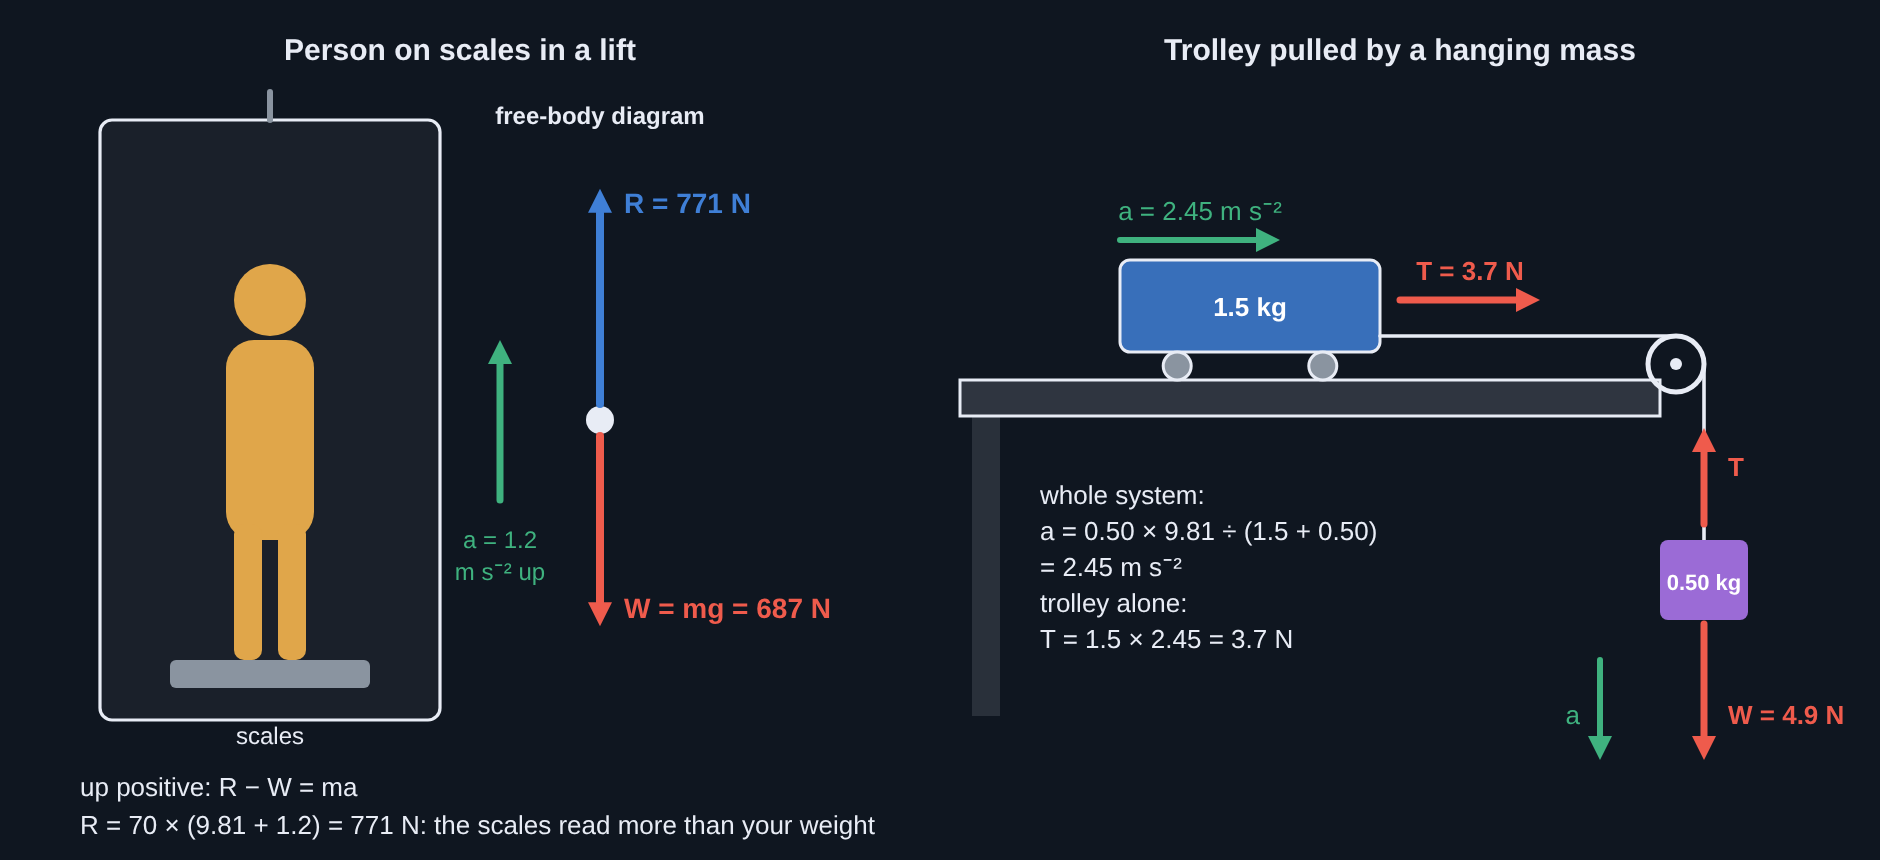 Person on scales in a lift
free-body diagram
R = 771 N
a = 1.2
m s⁻² up
W = mg = 687 N
scales
up positive: R − W = ma
R = 70 × (9.81 + 1.2) = 771 N: the scales read more than your weight
Trolley pulled by a hanging mass
a = 2.45 m s⁻²
T = 3.7 N
1.5 kg
T
whole system:
a = 0.50 × 9.81 ÷ (1.5 + 0.50)
= 2.45 m s⁻²
trolley alone:
T = 1.5 × 2.45 = 3.7 N
0.50 kg
a
W = 4.9 N